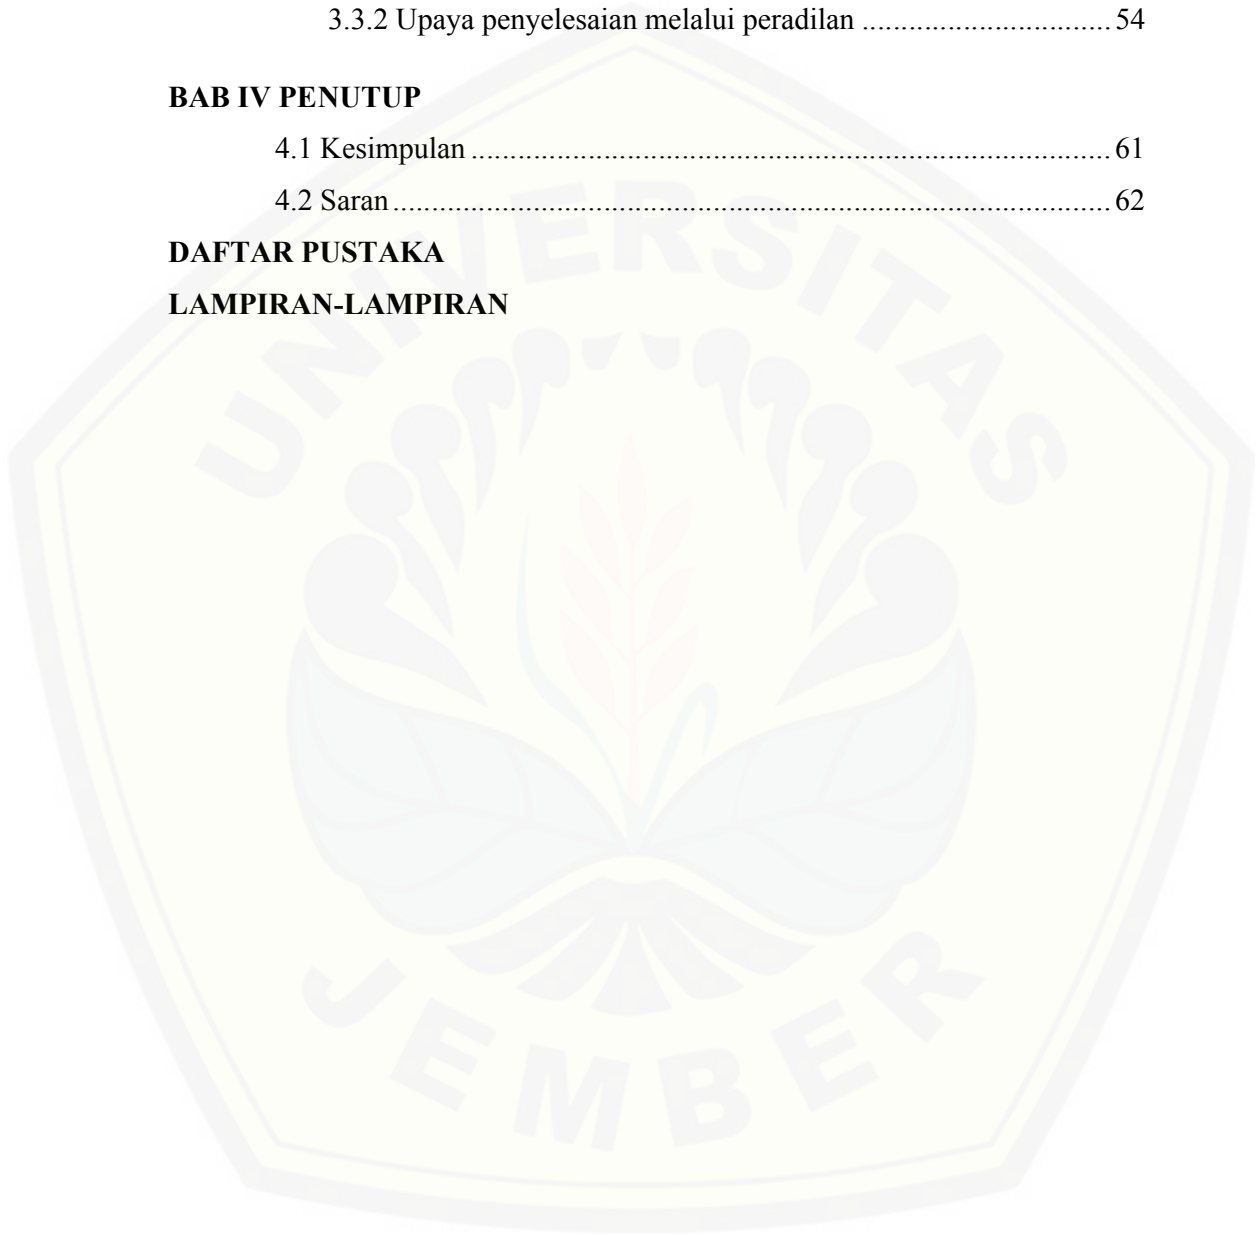 3.3.2 Upaya penyelesaian melalui peradilan ................................ 54
BAB IV PENUTUP
4.1 Kesimpulan .................................................................................. 61
4.2 Saran ............................................................................................ 62
DAFTAR PUSTAKA
LAMPIRAN-LAMPIRAN
UNIVERSITAS
JEMBER